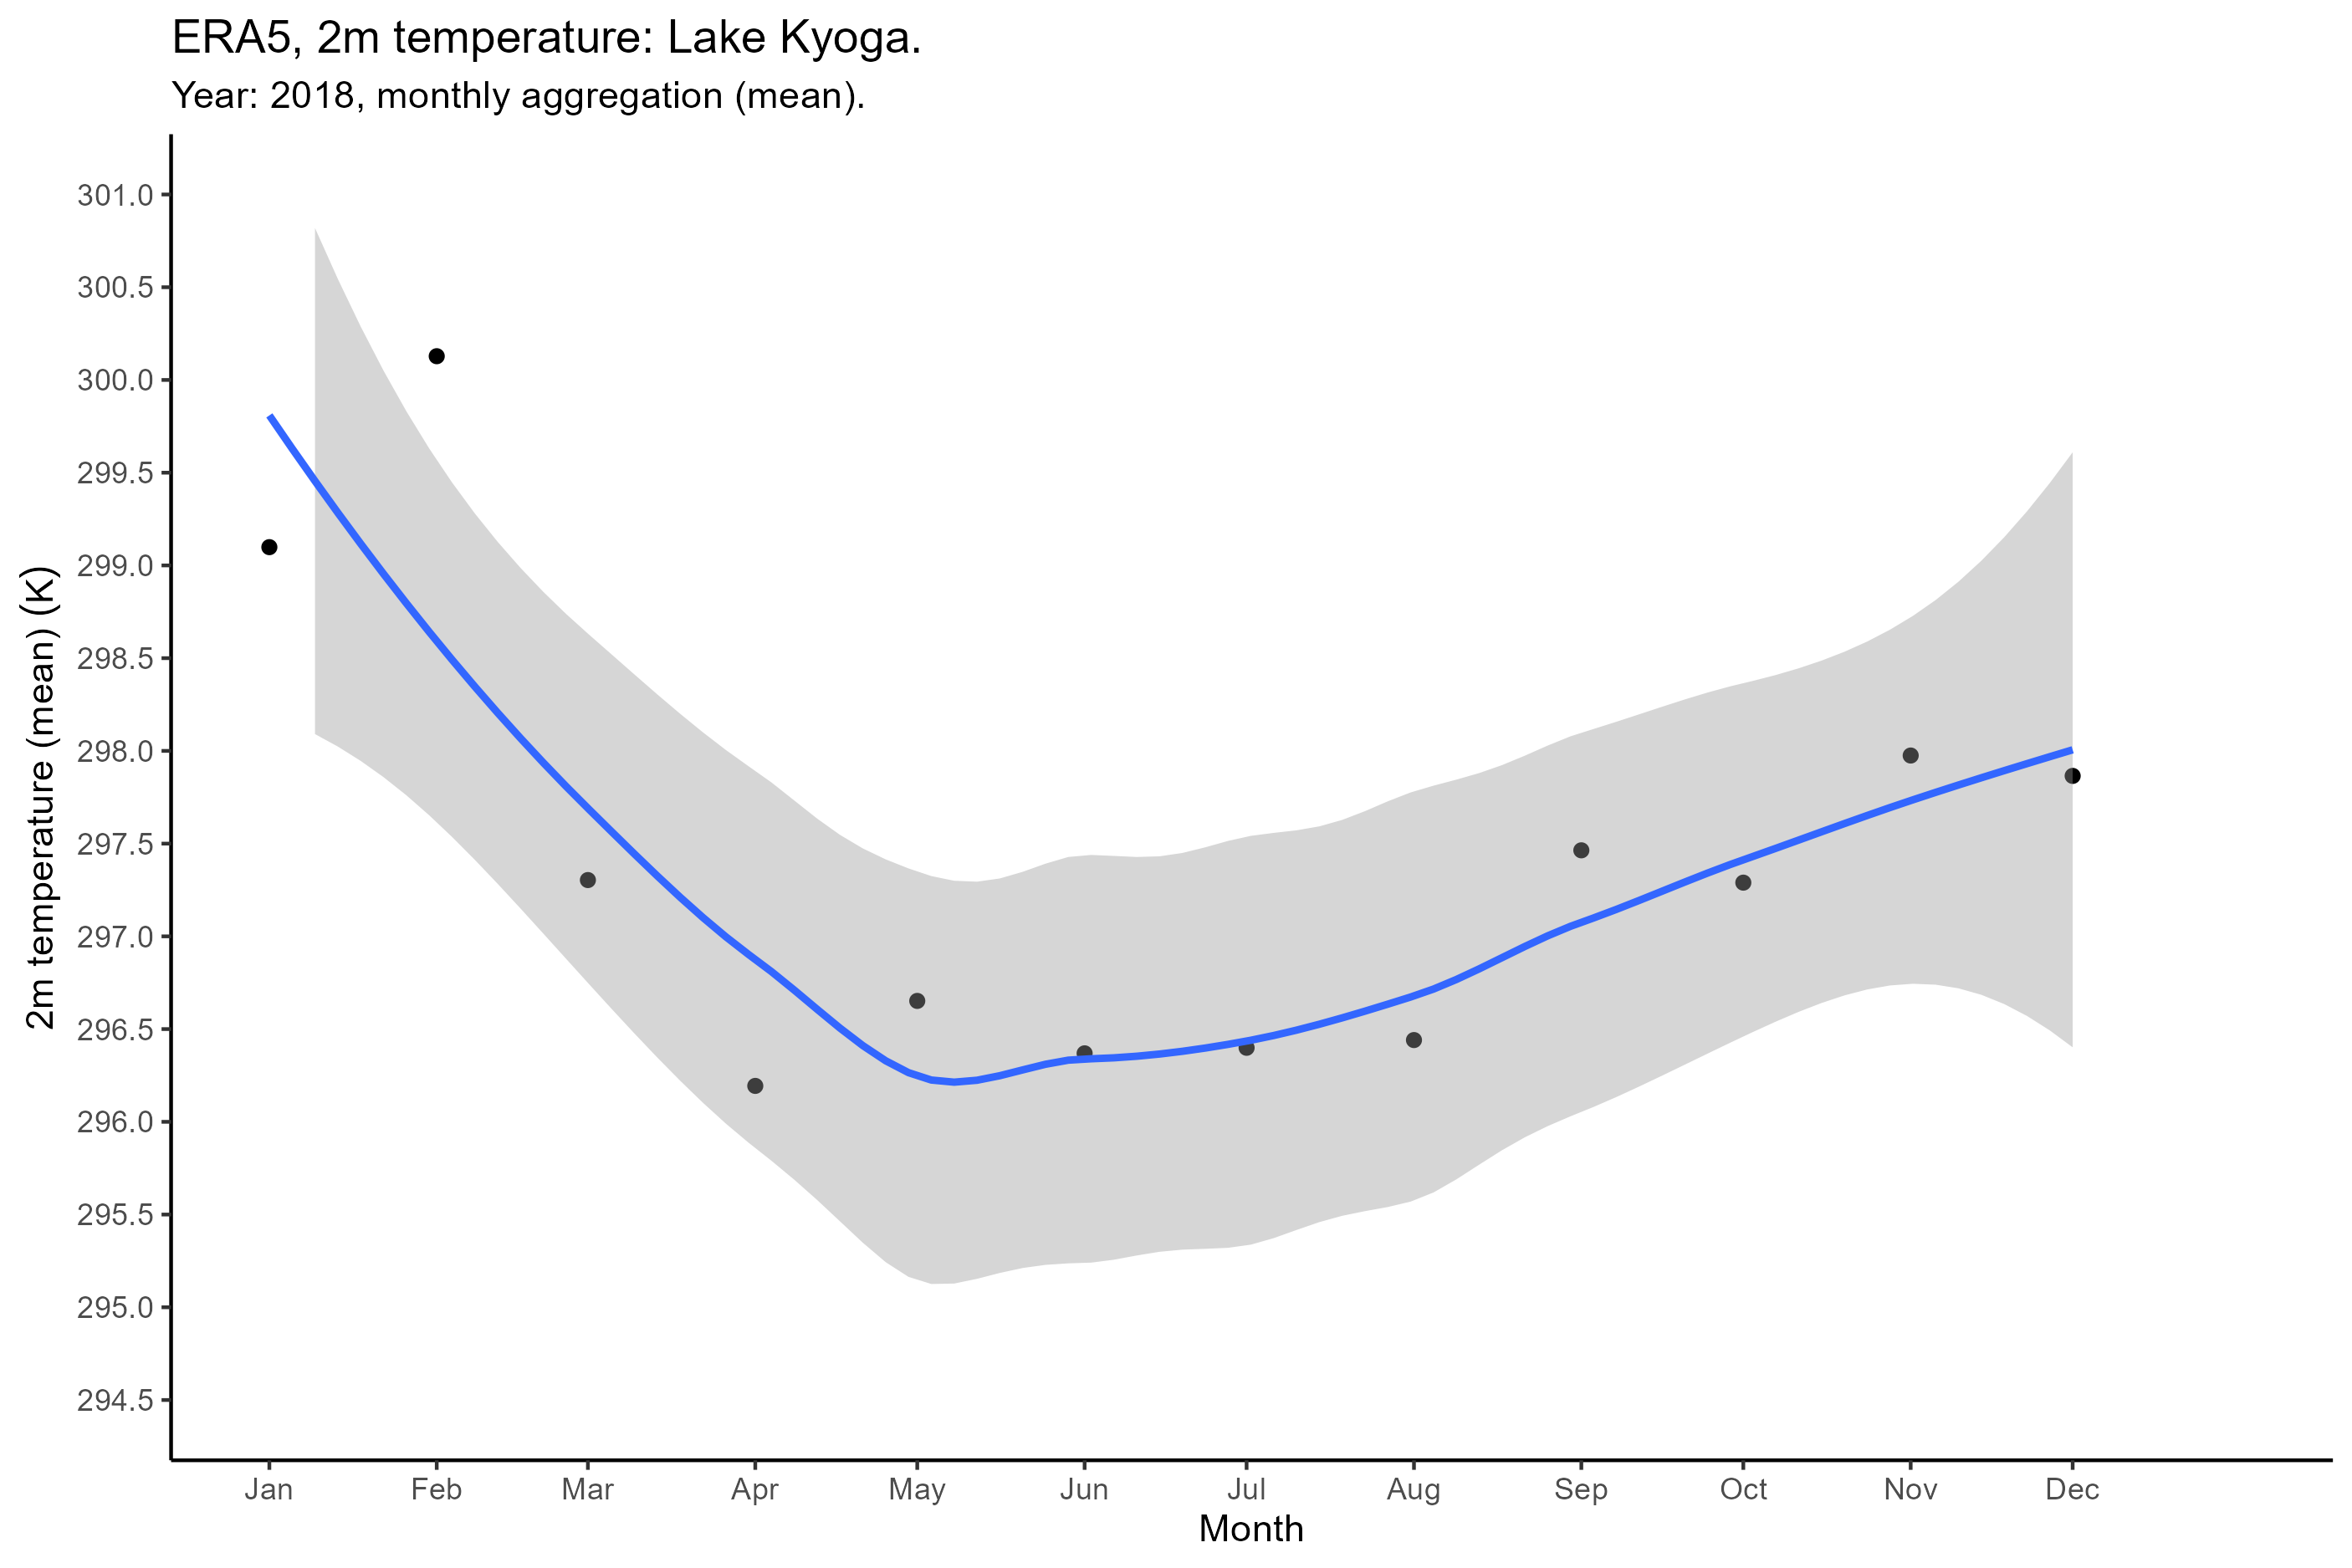 ERA5, 2m temperature: Lake Kyoga.
Year: 2018, monthly aggregation (mean).
2m temperature (mean) (K)
301.0
300.5
300.0
299.5
299.0
298.5
298.0
297.5
297.0
296.5
296.0
295.5
295.0
294.5
Jan Feb Mar Apr May Jun Jul Aug Sep Oct Nov Dec
Month